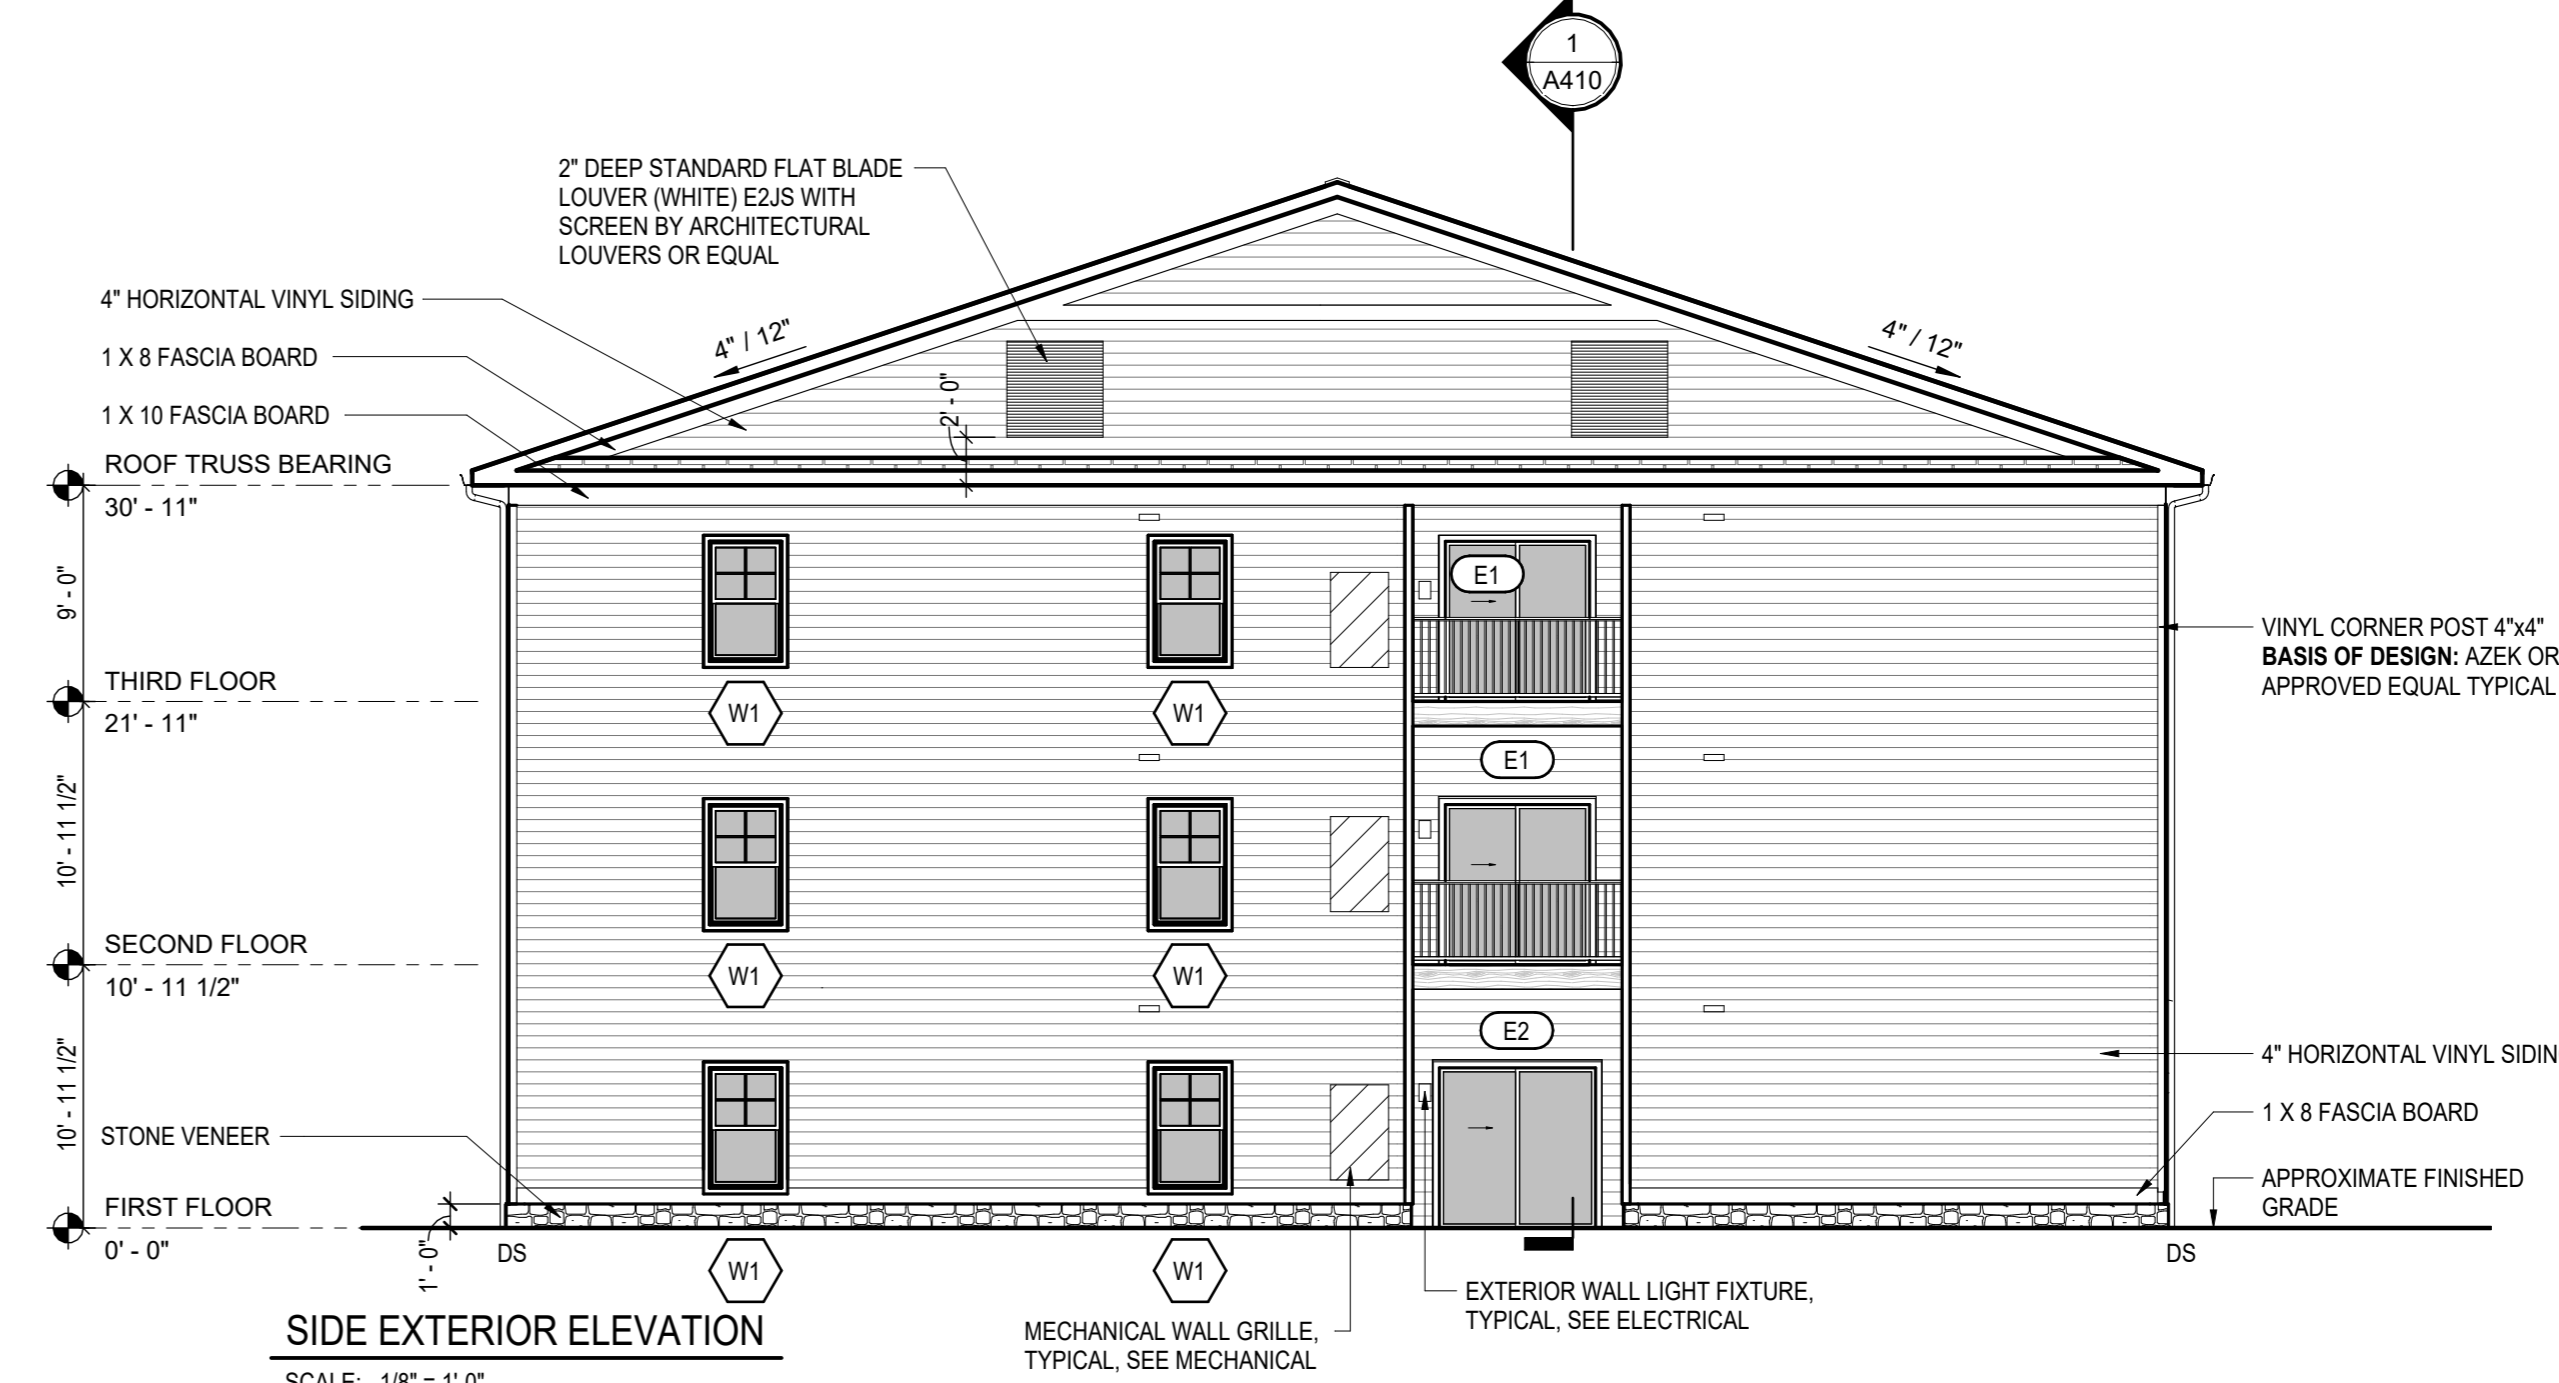 1
A410
2" DEEP STANDARD FLAT BLADE
LOUVER (WHITE) E2JS WITH
SCREEN BY ARCHITECTURAL
LOUVERS OR EQUAL
4" HORIZONTAL VINYL SIDING
1 X 8 FASCIA BOARD
1 X 10 FASCIA BOARD
4" / 12"
4" / 12"
2' - 0"
ROOF TRUSS BEARING
30' - 11"
9' - 0"
THIRD FLOOR
21' - 11"
10' - 11 1/2"
SECOND FLOOR
10' - 11 1/2"
10' - 11 1/2"
STONE VENEER
FIRST FLOOR
0' - 0"
1' - 0"
E1
W1
W1
E1
W1
W1
E2
W1
W1
VINYL CORNER POST 4"x4"
BASIS OF DESIGN: AZEK OR
APPROVED EQUAL TYPICAL
4" HORIZONTAL VINYL SIDIN
1 X 8 FASCIA BOARD
APPROXIMATE FINISHED
GRADE
DS
DS
EXTERIOR WALL LIGHT FIXTURE,
TYPICAL, SEE ELECTRICAL
MECHANICAL WALL GRILLE,
TYPICAL, SEE MECHANICAL
SIDE EXTERIOR ELEVATION
SCALE: 1/8" = 1'-0"